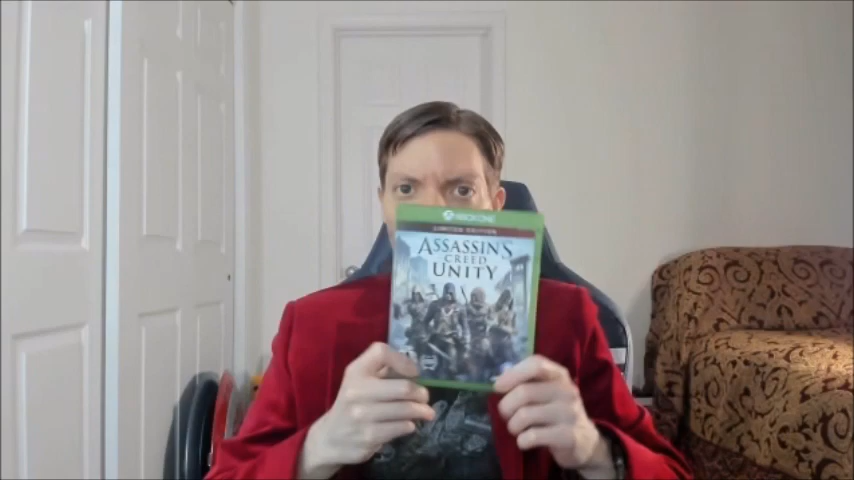 XBOX ONE
LIMITED EDITION
ASSASSIN'S
CREED
UNITY